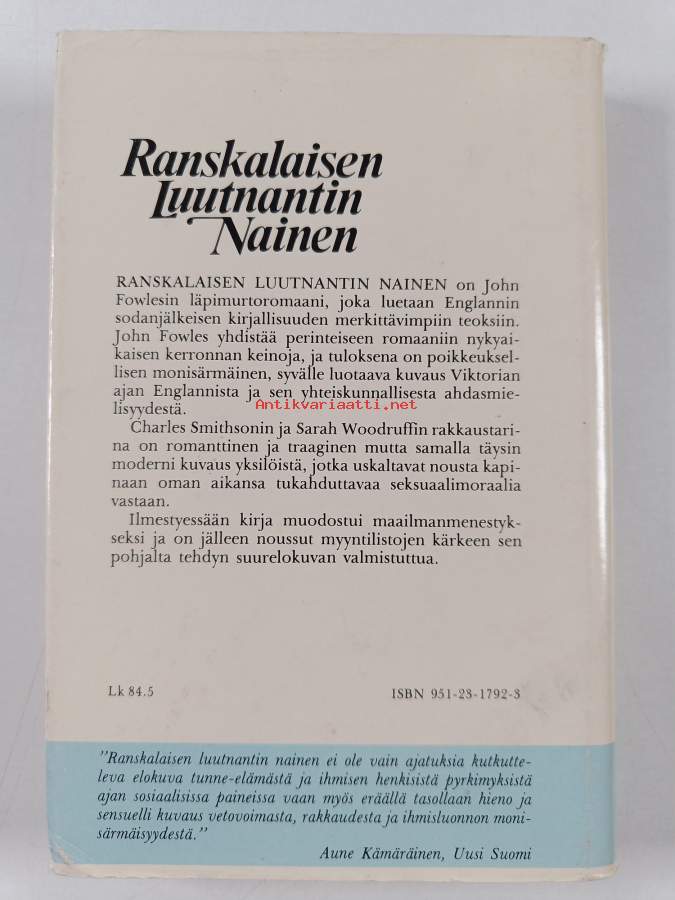 Ranskalaisen
Luutnantin
Nainen
RANSKALAISEN LUUTNANTIN NAINEN on John
Fowlesin läpimurtoromaani, joka luetaan Englannin
sodanjälkeisen kirjallisuuden merkittävimpiin teoksiin.
John Fowles yhdistää perinteiseen romaaniin nykyai-
kaisen kerronnan keinoja, ja tuloksena on poikkeuksel-
lisen monisärmäinen, syvälle luotaava kuvaus Viktorian
ajan Englannista ja sen yhteiskunnallisesta ahdasmie-
lisyydestä.
Antikvariaatti.net
Charles Smithsonin ja Sarah Woodruffin rakkaustari-
na on romanttinen ja traaginen mutta samalla täysin
moderni kuvaus yksilöistä, jotka uskaltavat nousta kapi-
naan oman aikansa tukahduttavaa seksuaalimoraalia
vastaan.
Ilmestyessään kirja muodostui maailmanmenestyk-
seksi ja on jälleen noussut myyntilistojen kärkeen sen
pohjalta tehdyn suurelokuvan valmistuttua.
Lk 84.5
ISBN 951-23-1792-3
"Ranskalaisen luutnantin nainen ei ole vain ajatuksia kutkutte-
leva elokuva tunne-elämästä ja ihmisen henkisistä pyrkimyksistä
ajan sosiaalisissa paineissa vaan myös eräällä tasollaan hieno ja
sensuelli kuvaus vetovoimasta, rakkaudesta ja ihmisluonnon moni-
särmäisyydestä."
Aune Kämäräinen, Uusi Suomi